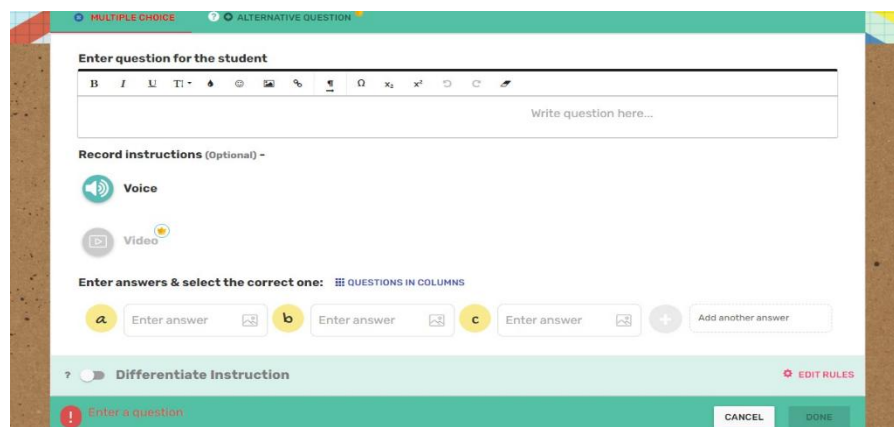 MULTIPLE CHOICE ? ALTERNATIVE QUESTION
Enter question for the student
B I U T! Ω x₂ x²
Write question here...
Record instructions (Optional) -
Voice
Video
Enter answers & select the correct one: QUESTIONS IN COLUMNS
a Enter answer b Enter answer c Enter answer + Add another answer
? Differentiate Instruction EDIT RULES
! Enter a question CANCEL DONE